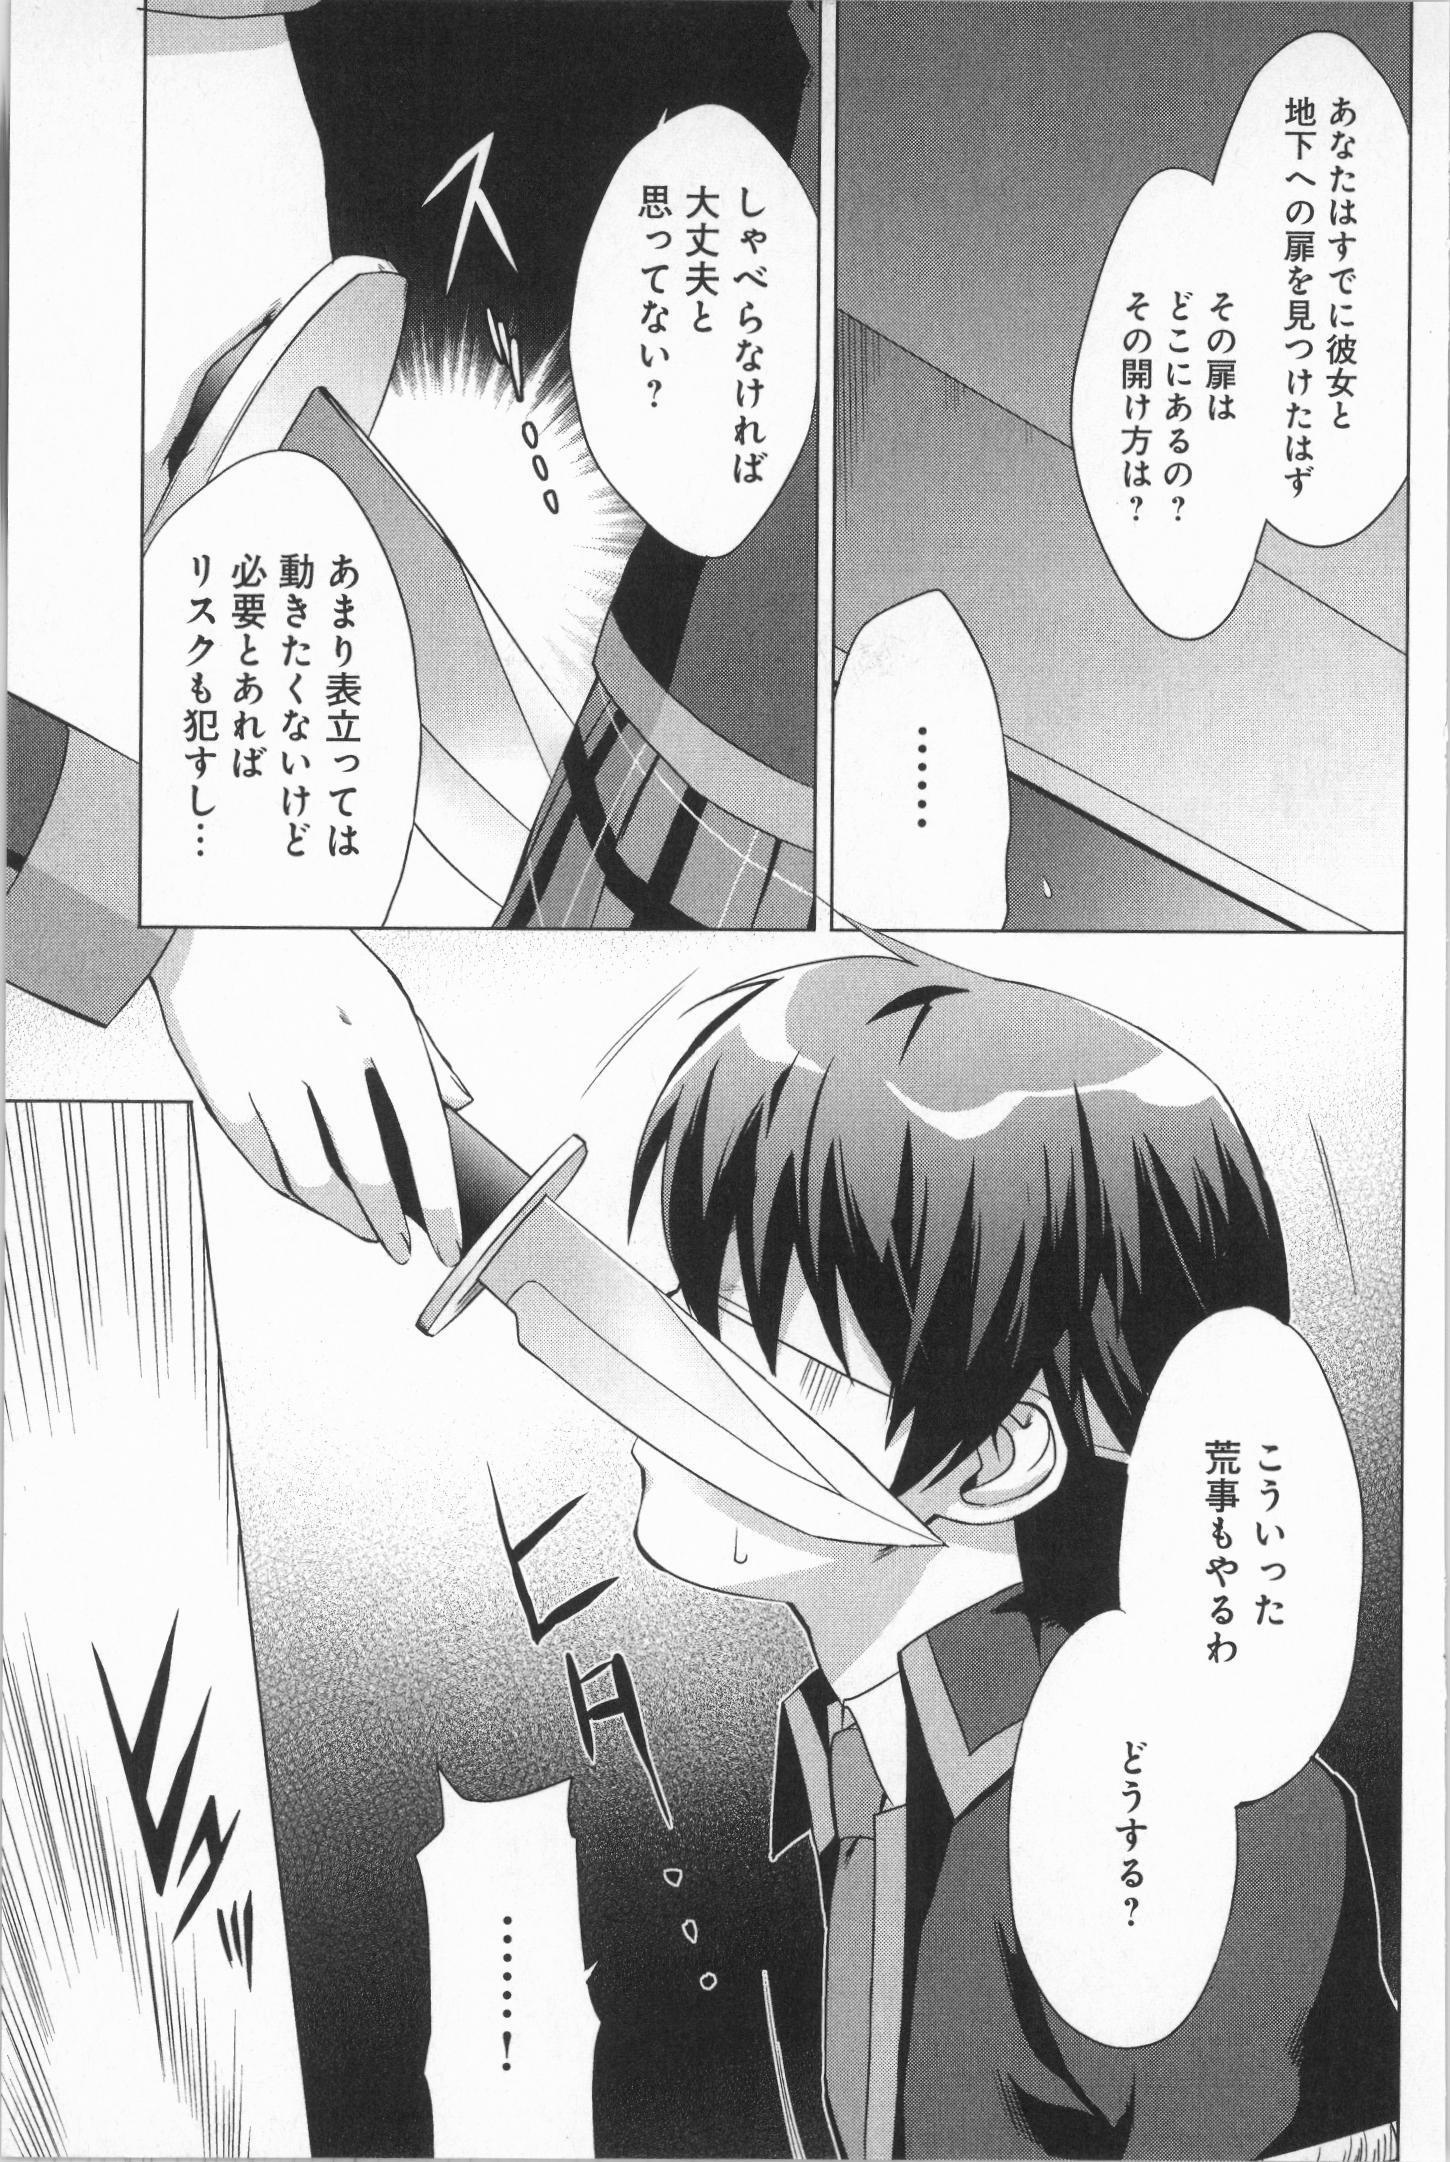 あなたはすでに彼女と
地下への扉を見つけたはず
その扉は
どこにあるの？
その開け方は？
……
しゃべらなければ
大丈夫と
思ってない？
ス…
あまり表立っては
動きたくないけど
必要とあれば
リスクも犯すし…
こういった
荒事もやるわ
どうする？
ヒタ…
……！